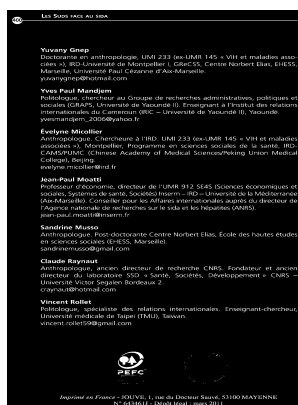 400
LES SUDS FACE AU SIDA
Yuvany Gnep
Doctorante en anthropologie, UMI 233 (ex-UMR 145 « VIH et maladies
associées »), IRD-Université de Montpellier I, GReCSS, Centre Norbert Elias, EHESS,
Marseille, Université Paul Cézanne d'Aix-Marseille.
yuvanygnep@hotmail.com
Yves Paul Mandjem
Politologue, chercheur au Groupe de recherches administratives, politiques et
sociales (GRAPS, Université de Yaoundé II). Enseignant à l'Institut des relations
internationales du Cameroun (IRIC – Université de Yaoundé II), Yaoundé.
yvesmandjem_2006@yahoo.fr
Évelyne Micollier
Anthropologue. Chercheure à l'IRD. UMI 233 (ex-UMR 145 « VIH et maladies
associées »), Montpellier, Programme en sciences sociales de la santé, IRD-
CAMS/PUMC (Chinese Academy of Medical Sciences/Peking Union Medical
College), Beijing.
evelyne.micollier@ird.fr
Jean-Paul Moatti
Professeur d'économie, directeur de l'UMR 912 SE4S (Sciences économiques et
sociales, Systèmes de santé, Sociétés) Inserm – IRD – Université de la Méditerranée
(Aix-Marseille). Conseiller pour les Affaires internationales auprès du directeur de
l'Agence nationale de recherches sur le sida et les hépatites (ANRS).
jean-paul.moatti@inserm.fr
Sandrine Musso
Anthropologue. Post-doctorante Centre Norbert Elias, École des hautes études
en sciences sociales (EHESS, Marseille).
sandrinemusso@gmail.com
Claude Raynaut
Anthropologue, ancien directeur de recherche CNRS. Fondateur et ancien
directeur du laboratoire SSD « Santé, Sociétés, Développement » CNRS –
Université Victor Segalen Bordeaux 2.
craynaut@hotmail.com
Vincent Rollet
Politologue, spécialiste des relations internationales. Enseignant-chercheur,
Université médicale de Taipei (TMU), Taiwan.
vincent.rollet59@gmail.com
PEFC
Imprimé en France - JOUVE, 1, rue du Docteur Sauvé, 53100 MAYENNE
N° 643461J - Dépôt légal : mars 2011